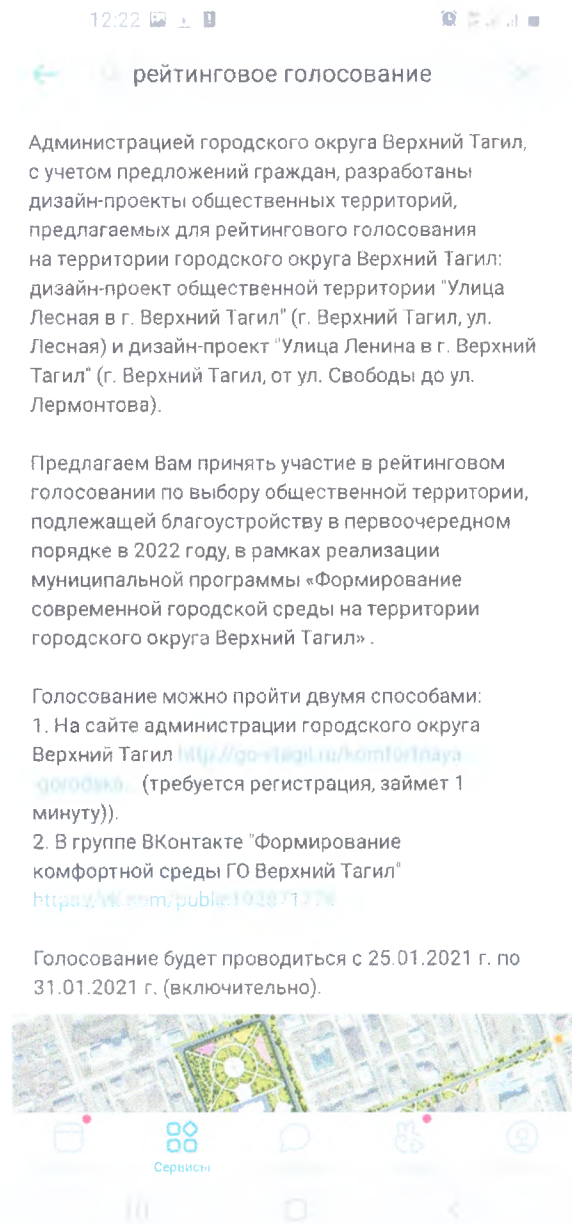 12:22
рейтинговое голосование
Администрацией городского округа Верхний Тагил,
с учетом предложений граждан, разработаны
дизайн-проекты общественных территорий,
предлагаемых для рейтингового голосования
на территории городского округа Верхний Тагил:
дизайн-проект общественной территории "Улица
Лесная в г. Верхний Тагил" (г. Верхний Тагил, ул.
Лесная) и дизайн-проект "Улица Ленина в г. Верхний
Тагил" (г. Верхний Тагил, от ул. Свободы до ул.
Лермонтова).
Предлагаем Вам принять участие в рейтинговом
голосовании по выбору общественной территории,
подлежащей благоустройству в первоочередном
порядке в 2022 году, в рамках реализации
муниципальной программы «Формирование
современной городской среды на территории
городского округа Верхний Тагил» .
Голосование можно пройти двумя способами:
1. На сайте администрации городского округа
Верхний Тагил
(требуется регистрация, займет 1
минуту)).
2. В группе ВКонтакте "Формирование
комфортной среды ГО Верхний Тагил"
Голосование будет проводиться с 25.01.2021 г. по
31.01.2021 г. (включительно).
Сервисы